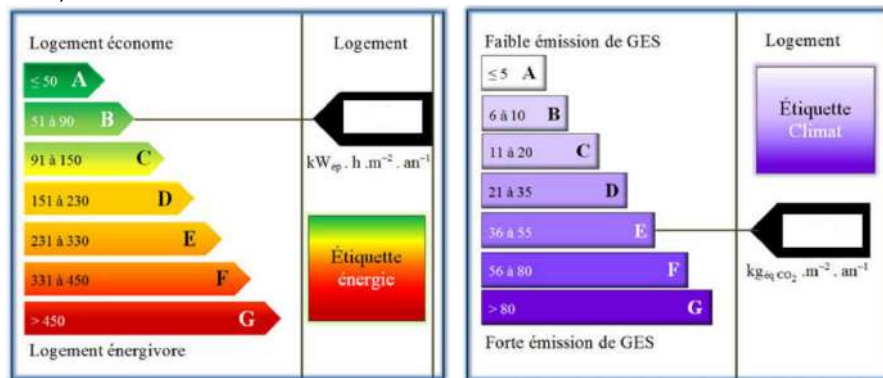 Logement économe
Logement
≤ 50 A
51 à 90 B
91 à 150 C
kWep . h .m⁻² . an⁻¹
151 à 230 D
231 à 330 E
331 à 450 F
> 450 G
Étiquette
énergie
Logement énergivore
Faible émission de GES
Logement
≤ 5 A
6 à 10 B
11 à 20 C
21 à 35 D
36 à 55 E
56 à 80 F
> 80 G
Étiquette
Climat
kgéq CO₂ .m⁻² . an⁻¹
Forte émission de GES